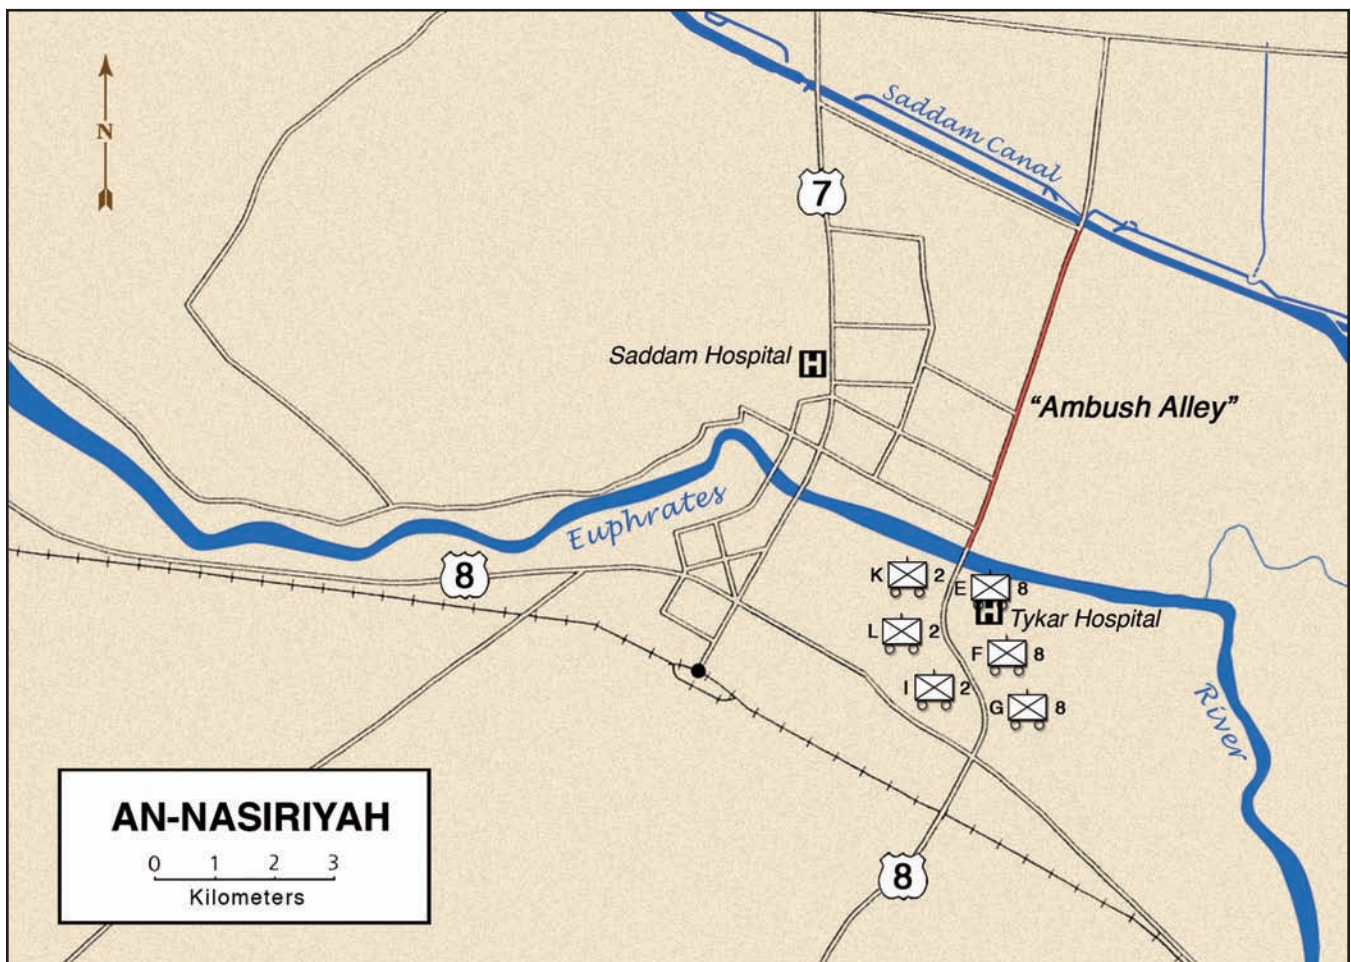 N
Saddam Canal
7
Saddam Hospital H
“Ambush Alley”
Euphrates
8
K 2
E 8
H Tykar Hospital
L 2
F 8
I 2
G 8
River
8
AN-NASIRIYAH
0 1 2 3
Kilometers